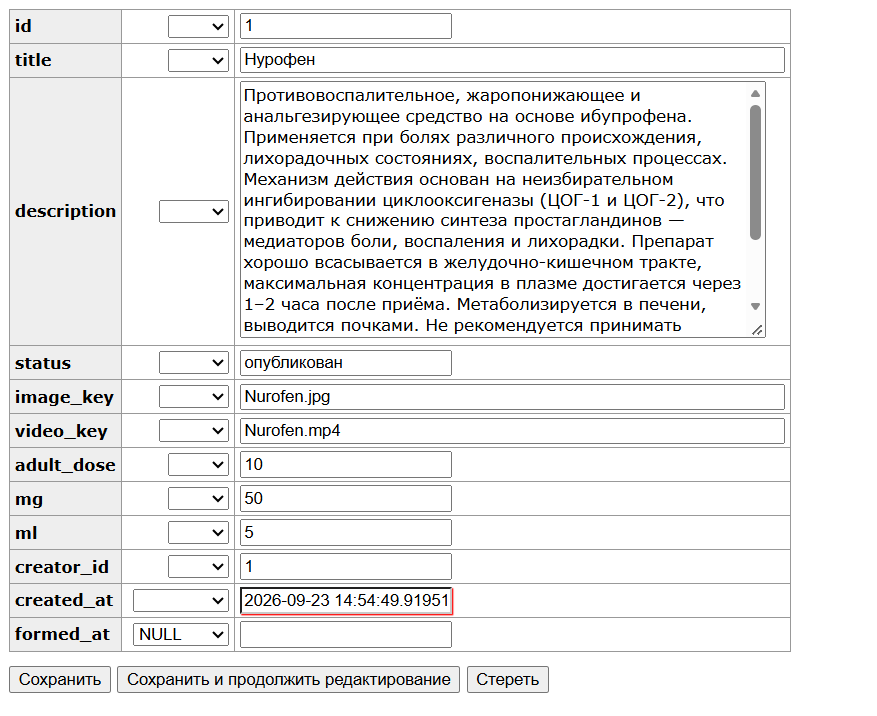 id 1
title Нурофен
description
Противовоспалительное, жаропонижающее и
анальгезирующее средство на основе ибупрофена.
Применяется при болях различного происхождения,
лихорадочных состояниях, воспалительных процессах.
Механизм действия основан на неизбирательном
ингибировании циклооксигеназы (ЦОГ-1 и ЦОГ-2), что
приводит к снижению синтеза простагландинов —
медиаторов боли, воспаления и лихорадки. Препарат
хорошо всасывается в желудочно-кишечном тракте,
максимальная концентрация в плазме достигается через
1–2 часа после приёма. Метаболизируется в печени,
выводится почками. Не рекомендуется принимать
status опубликован
image_key Nurofen.jpg
video_key Nurofen.mp4
adult_dose 10
mg 50
ml 5
creator_id 1
created_at 2026-09-23 14:54:49.91951
formed_at NULL
Сохранить Сохранить и продолжить редактирование Стереть